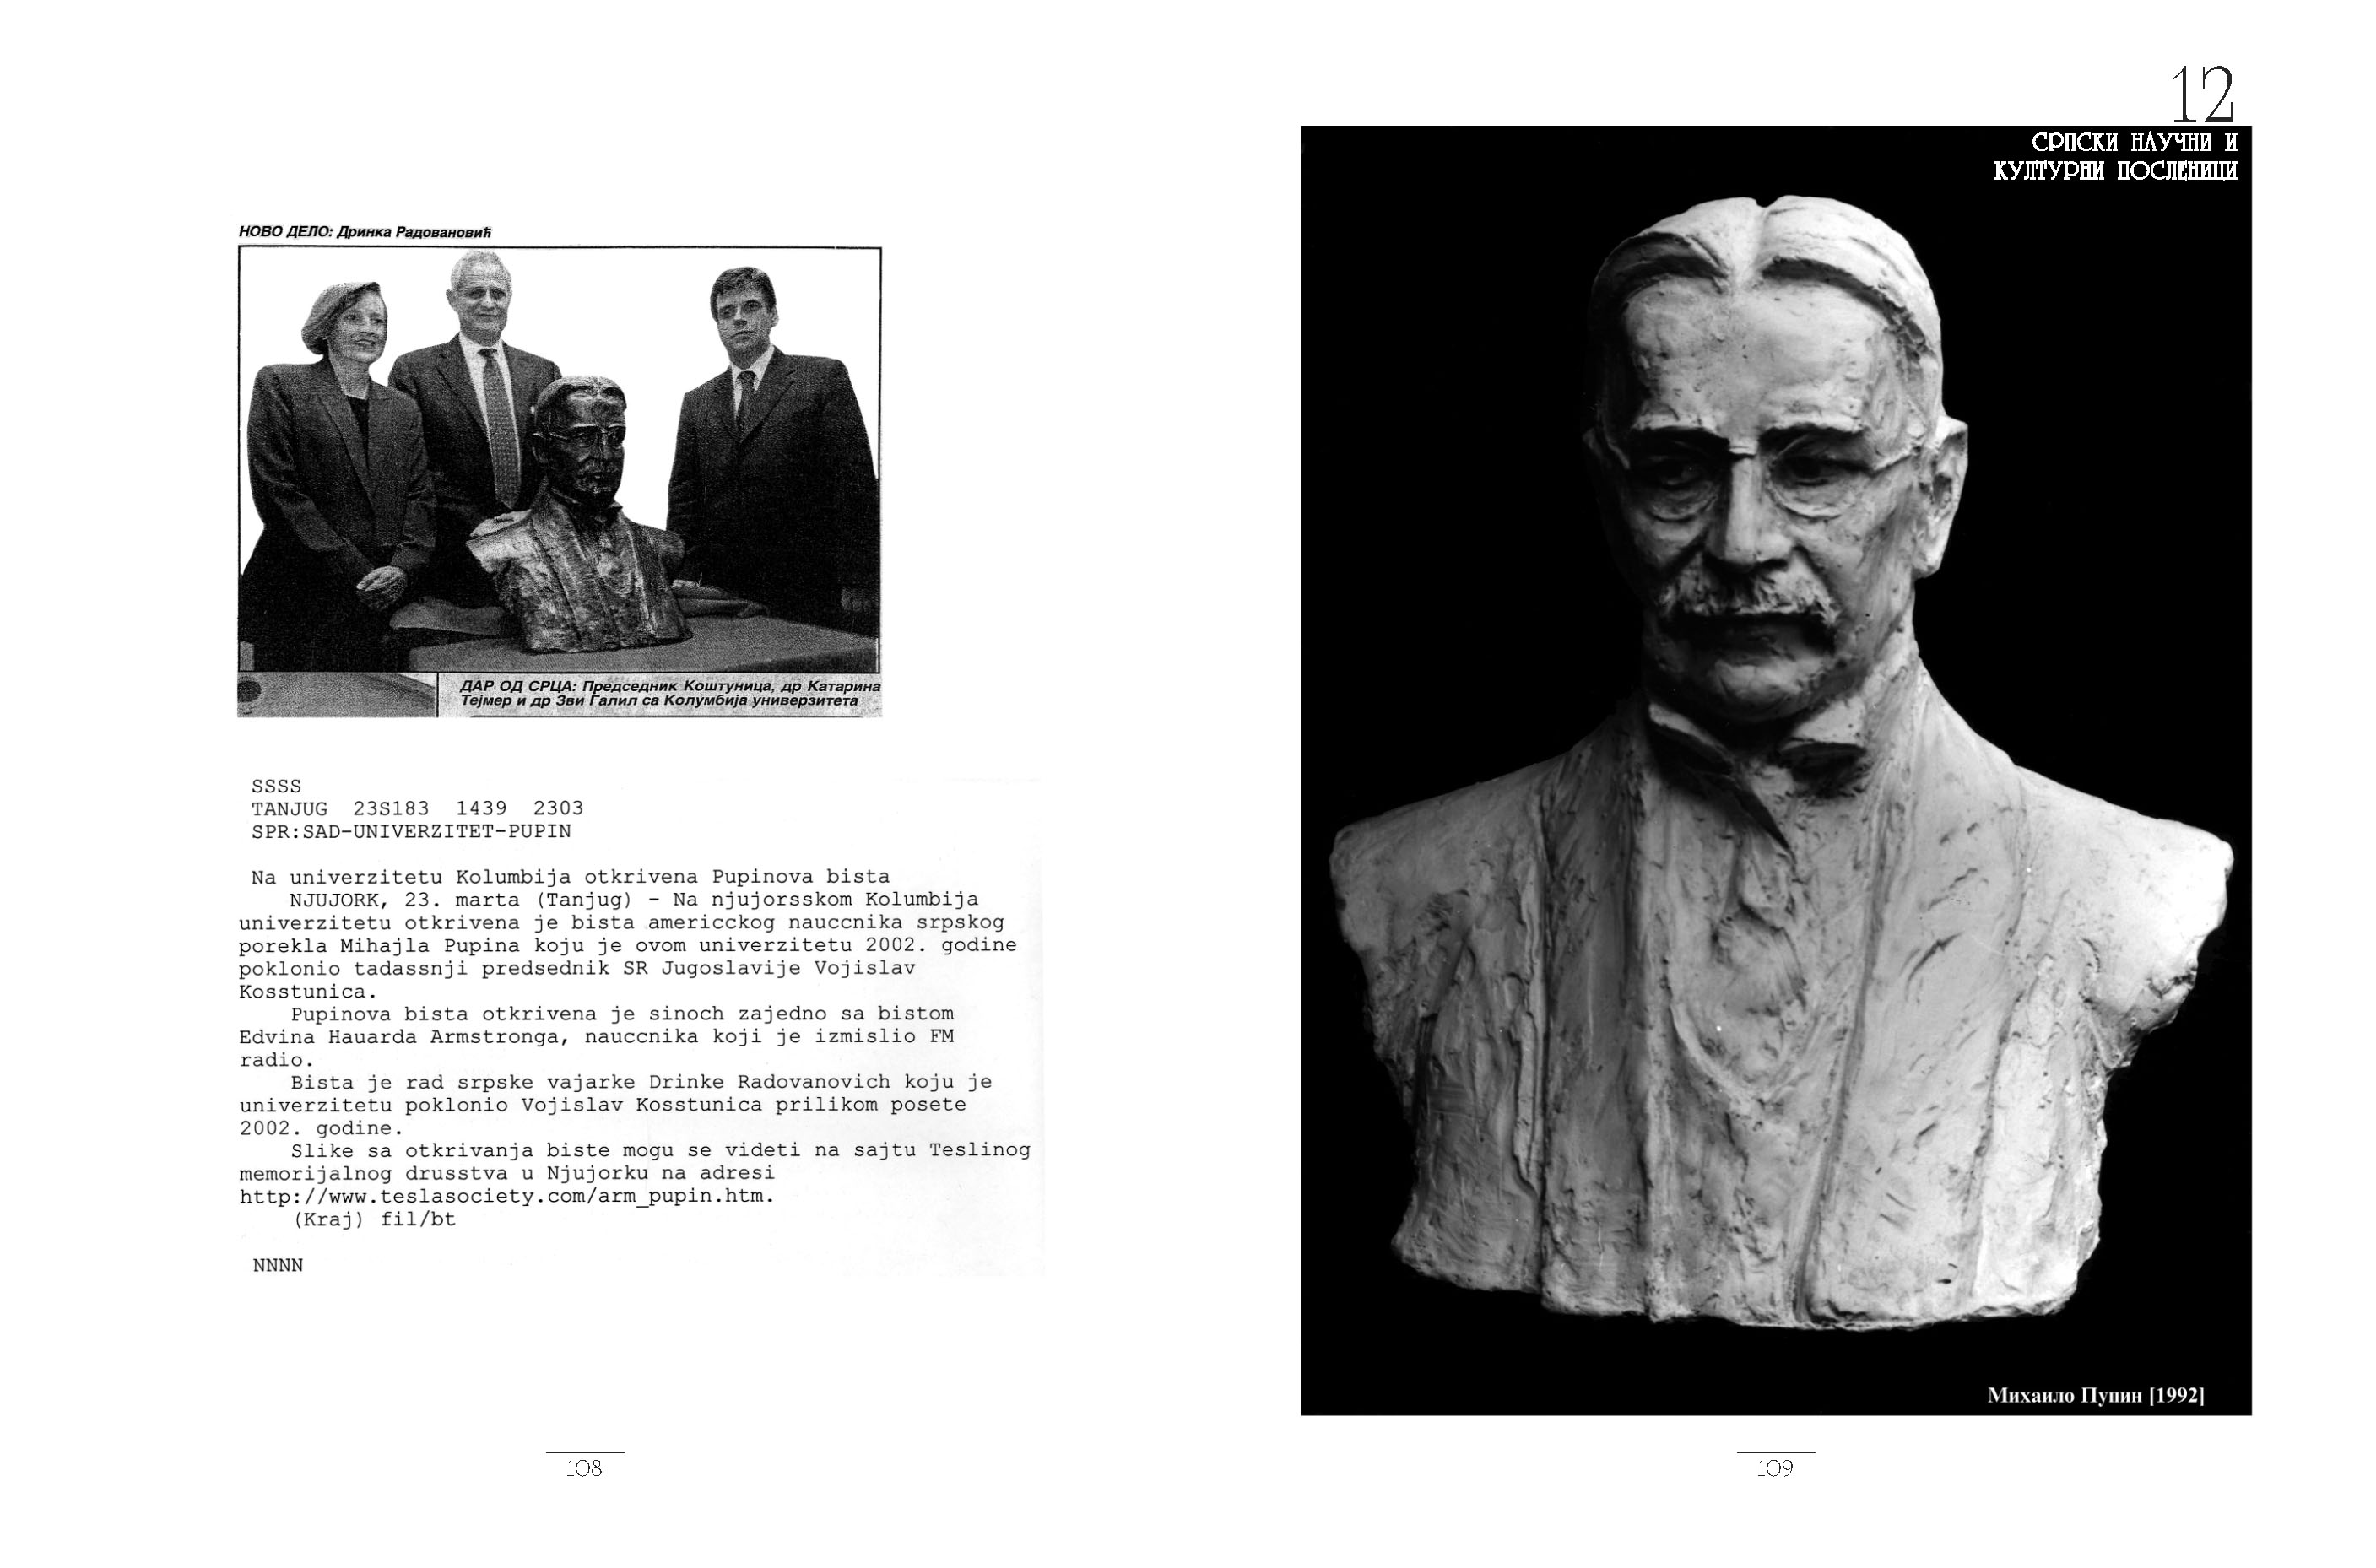 НОВО ДЕЛО: Дринка Радовановић
ДАР ОД СРЦА: Председник Коштуница, др Катарина
Тејмер и др Зви Галил са Колумбија универзитета
SSSS
TANJUG 23S183 1439 2303
SPR:SAD-UNIVERZITET-PUPIN
Na univerzitetu Kolumbija otkrivena Pupinova bista
NJUJORK, 23. marta (Tanjug) - Na njujorsskom Kolumbija
univerzitetu otkrivena je bista americckog nauccnika srpskog
porekla Mihajla Pupina koju je ovom univerzitetu 2002. godine
poklonio tadassnji predsednik SR Jugoslavije Vojislav
Kosstunica.
Pupinova bista otkrivena je sinoch zajedno sa bistom
Edvina Hauarda Armstronga, nauccnika koji je izmislio FM
radio.
Bista je rad srpske vajarke Drinke Radovanovich koju je
univerzitetu poklonio Vojislav Kosstunica prilikom posete
2002. godine.
Slike sa otkrivanja biste mogu se videti na sajtu Teslinog
memorijalnog drusstva u Njujorku na adresi
http://www.teslasociety.com/arm_pupin.htm.
(Kraj) fil/bt
NNNN
108
12
СРПСКИ НАУЧНИ И
КУЛТУРНИ ПОСЛЕНИЦИ
Михаило Пупин [1992]
109